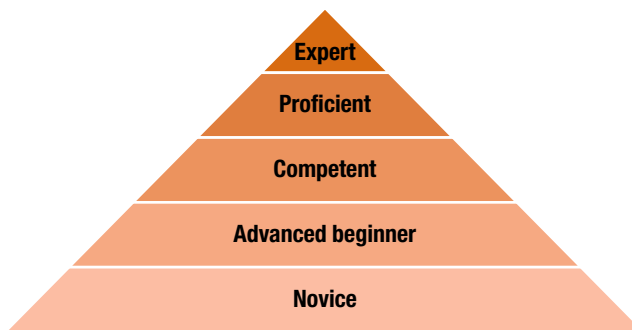 Expert
Proficient
Competent
Advanced beginner
Novice